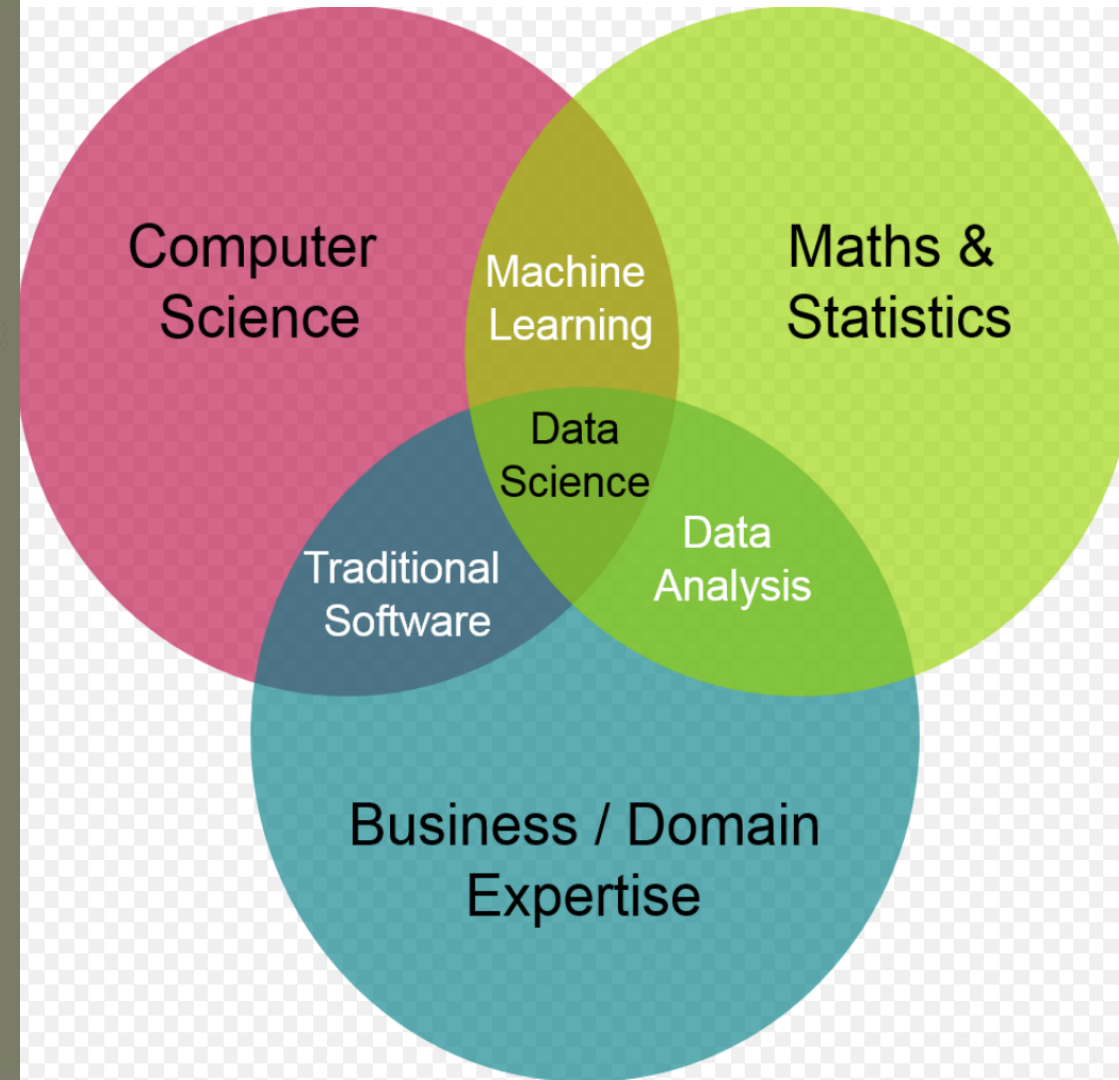 Computer
Science
Machine
Learning
Maths &
Statistics
Data
Science
Traditional
Software
Data
Analysis
Business / Domain
Expertise